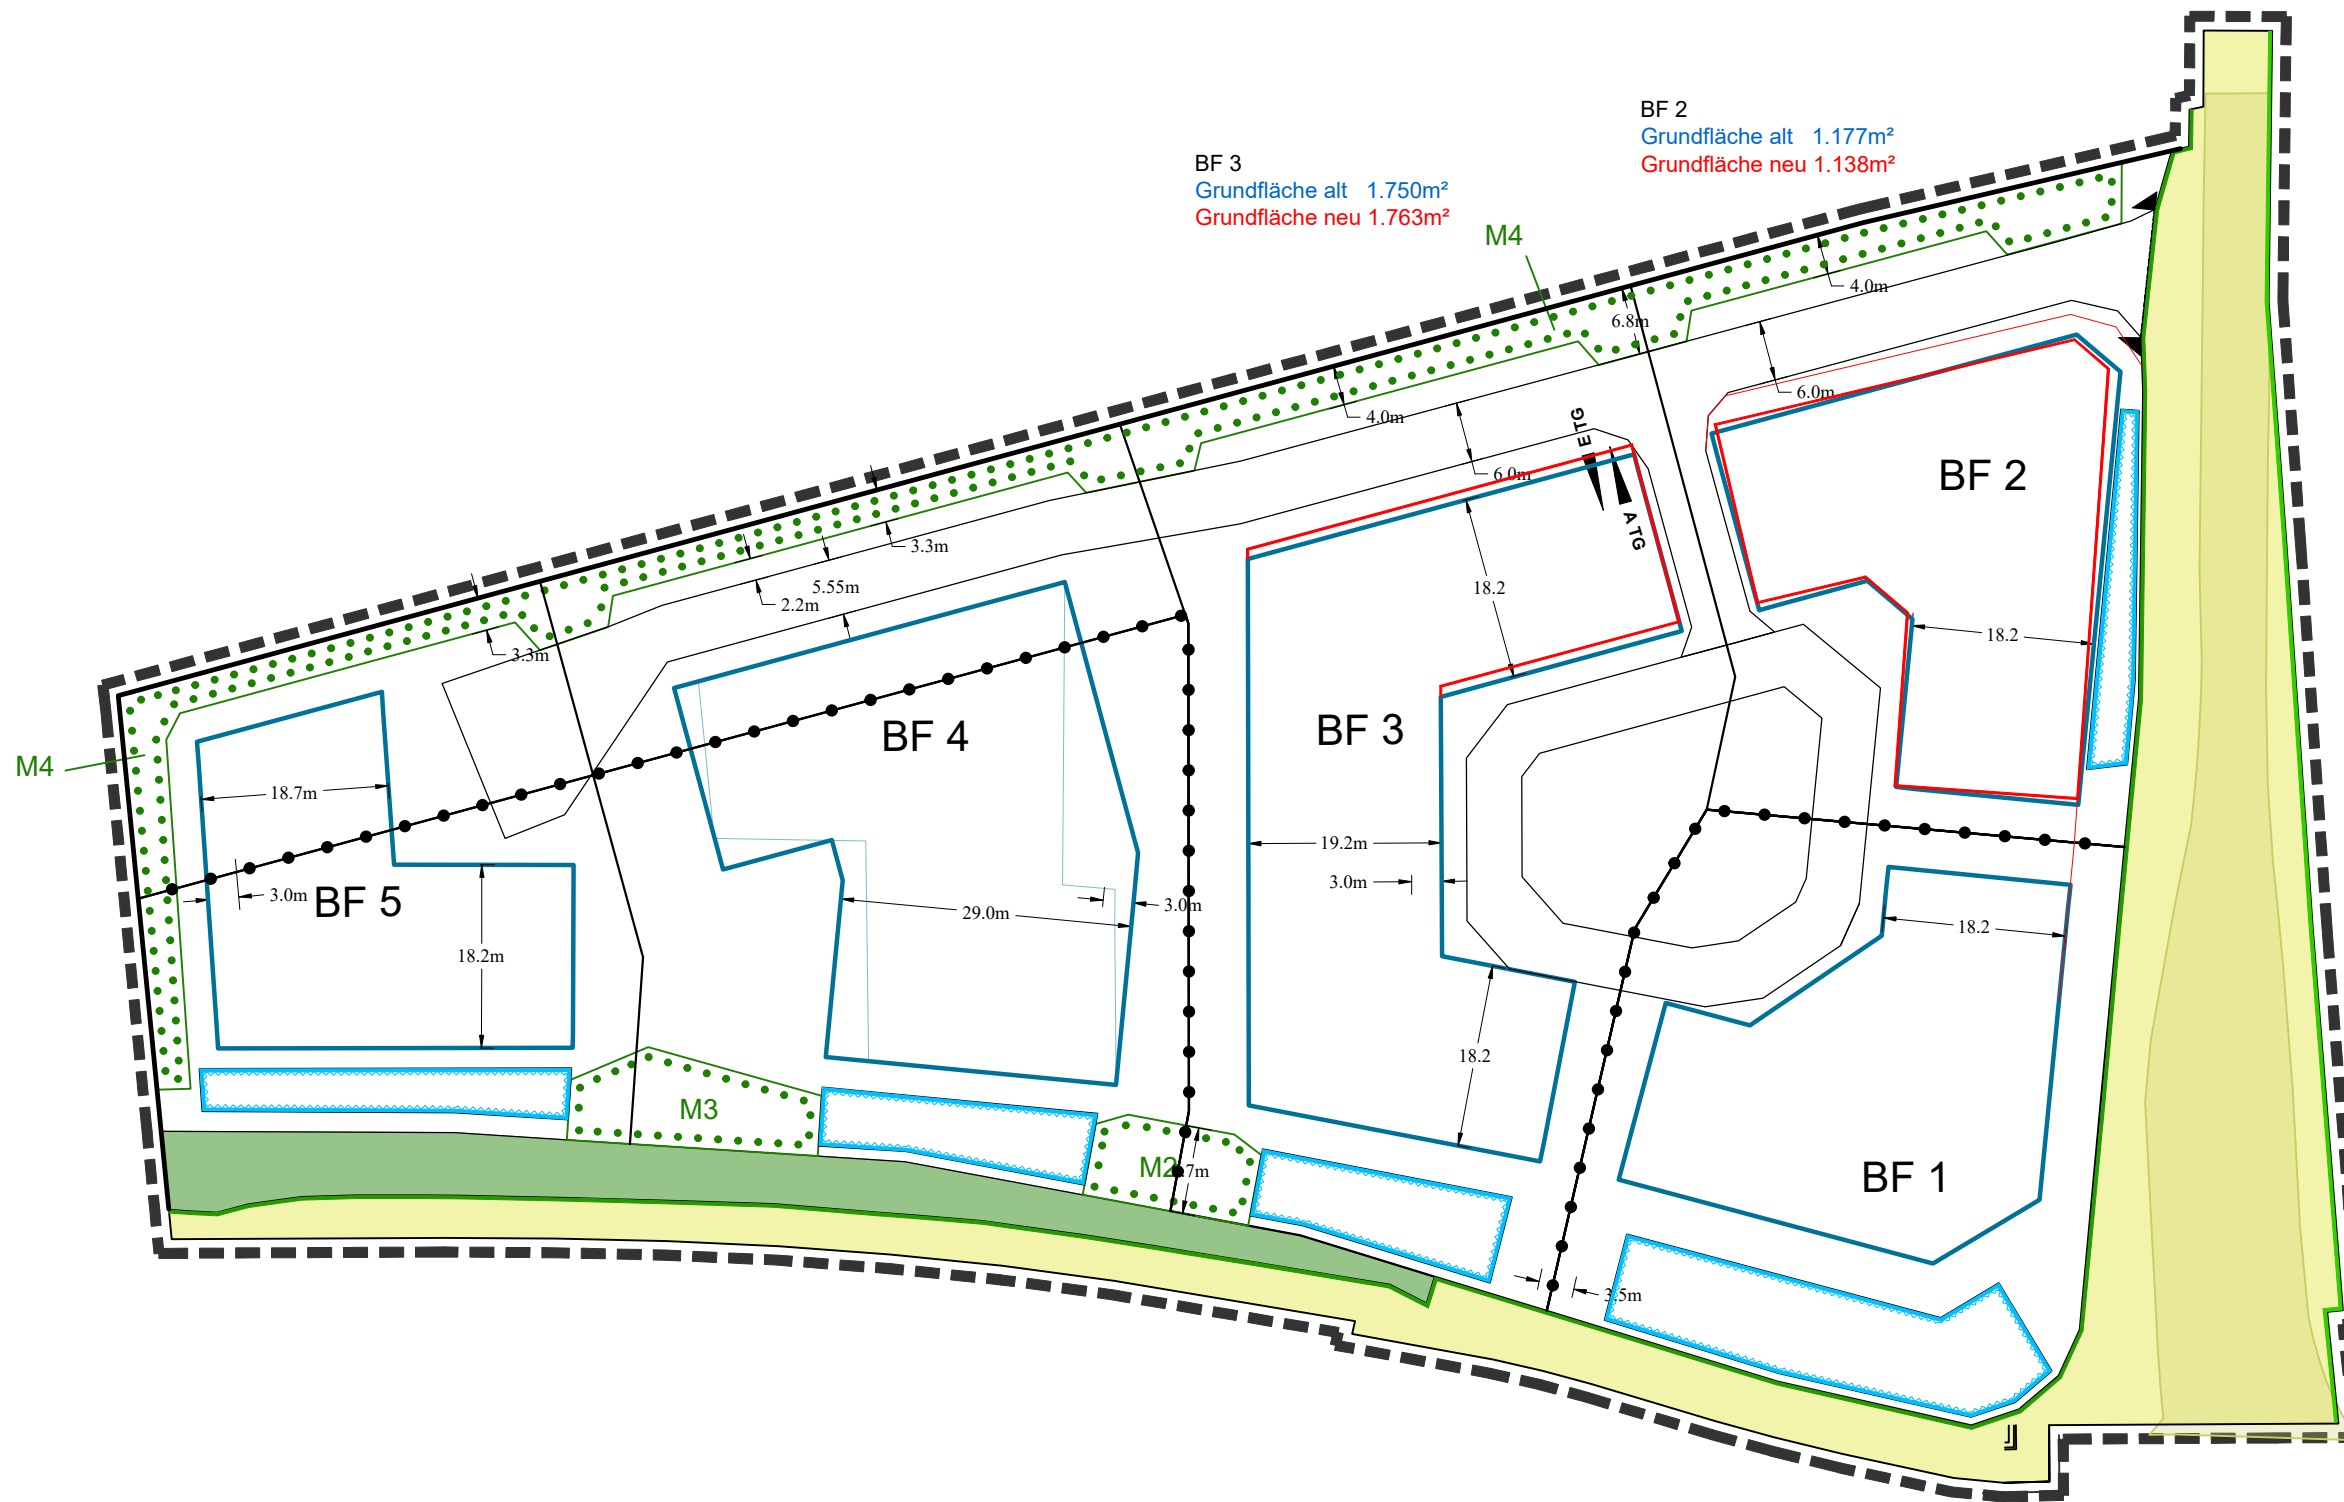 BF 2
Grundfläche alt 1.177m²
Grundfläche neu 1.138m²
BF 3
Grundfläche alt 1.750m²
Grundfläche neu 1.763m²
M4
4.0m
6.8m
6.0m
4.0m
E TG
6.0m
A TG
BF 2
3.3m
18.2
5.55m
2.2m
18.2
3.3m
BF 4
BF 3
M4
18.7m
19.2m
3.0m
3.0m
BF 5
29.0m
3.0m
18.2
18.2m
18.2
M3
M2
7m
BF 1
3.5m